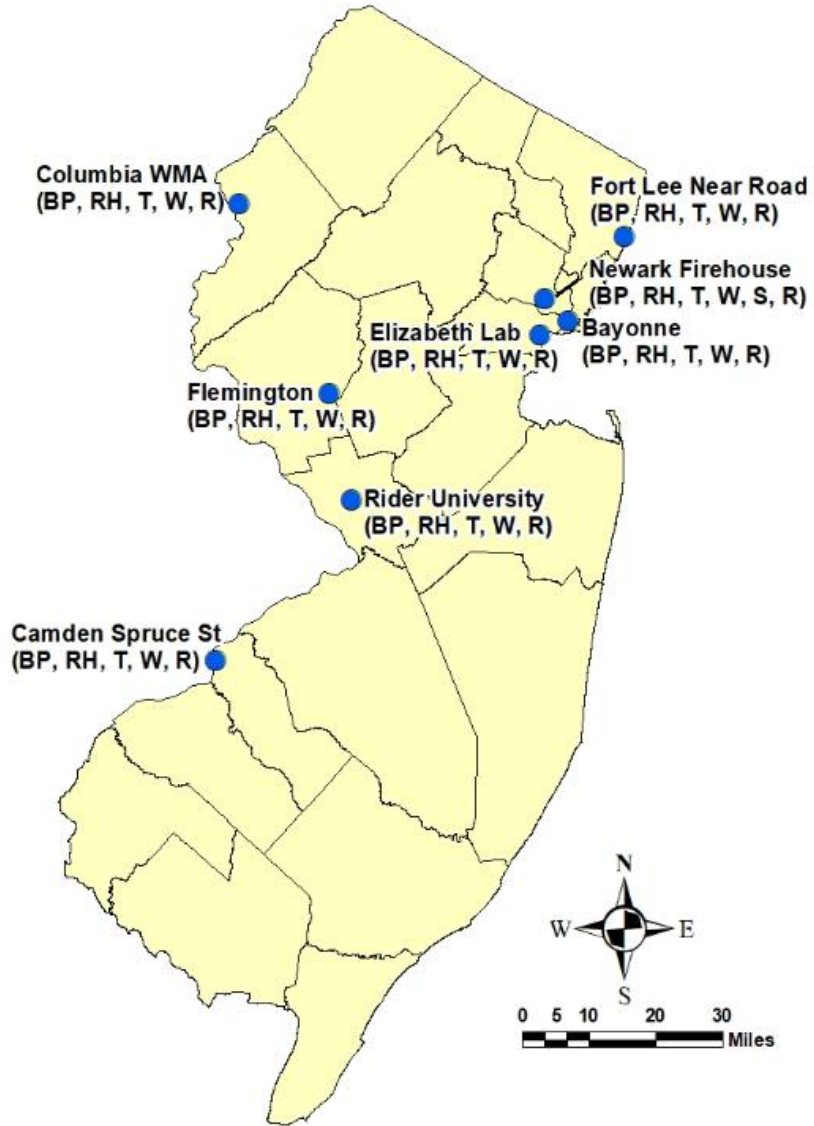 Columbia WMA
(BP, RH, T, W, R)
Fort Lee Near Road
(BP, RH, T, W, R)
Newark Firehouse
(BP, RH, T, W, S, R)
Elizabeth Lab
(BP, RH, T, W, R)
Bayonne
(BP, RH, T, W, R)
Flemington
(BP, RH, T, W, R)
Rider University
(BP, RH, T, W, R)
Camden Spruce St
(BP, RH, T, W, R)
N
W E
S
0 5 10 20 30
Miles